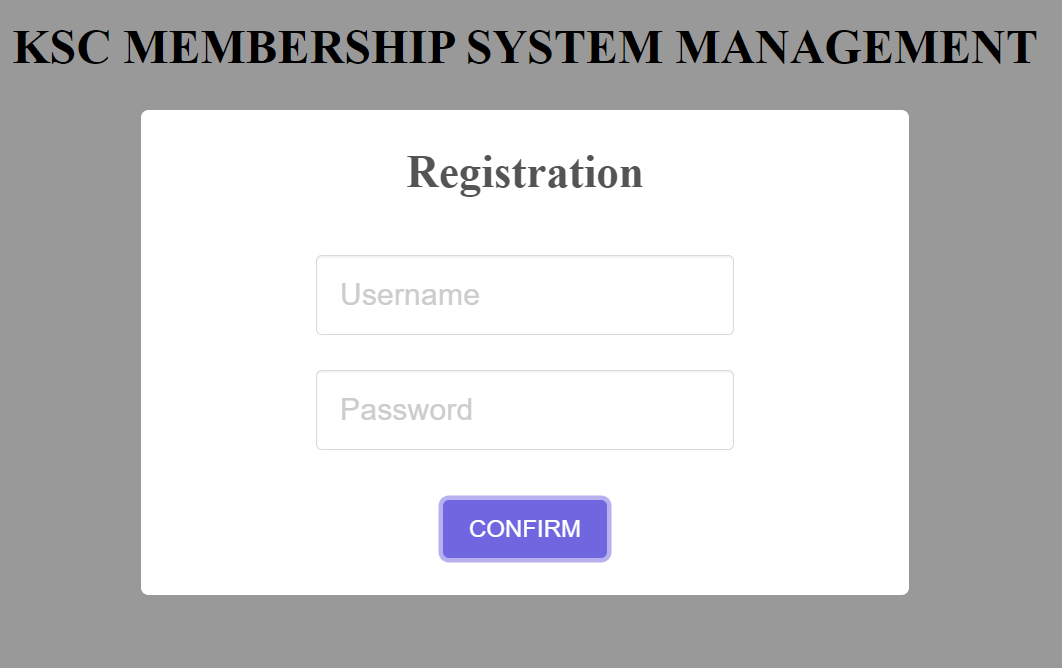 KSC MEMBERSHIP SYSTEM MANAGEMENT
Registration
Username
Password
CONFIRM